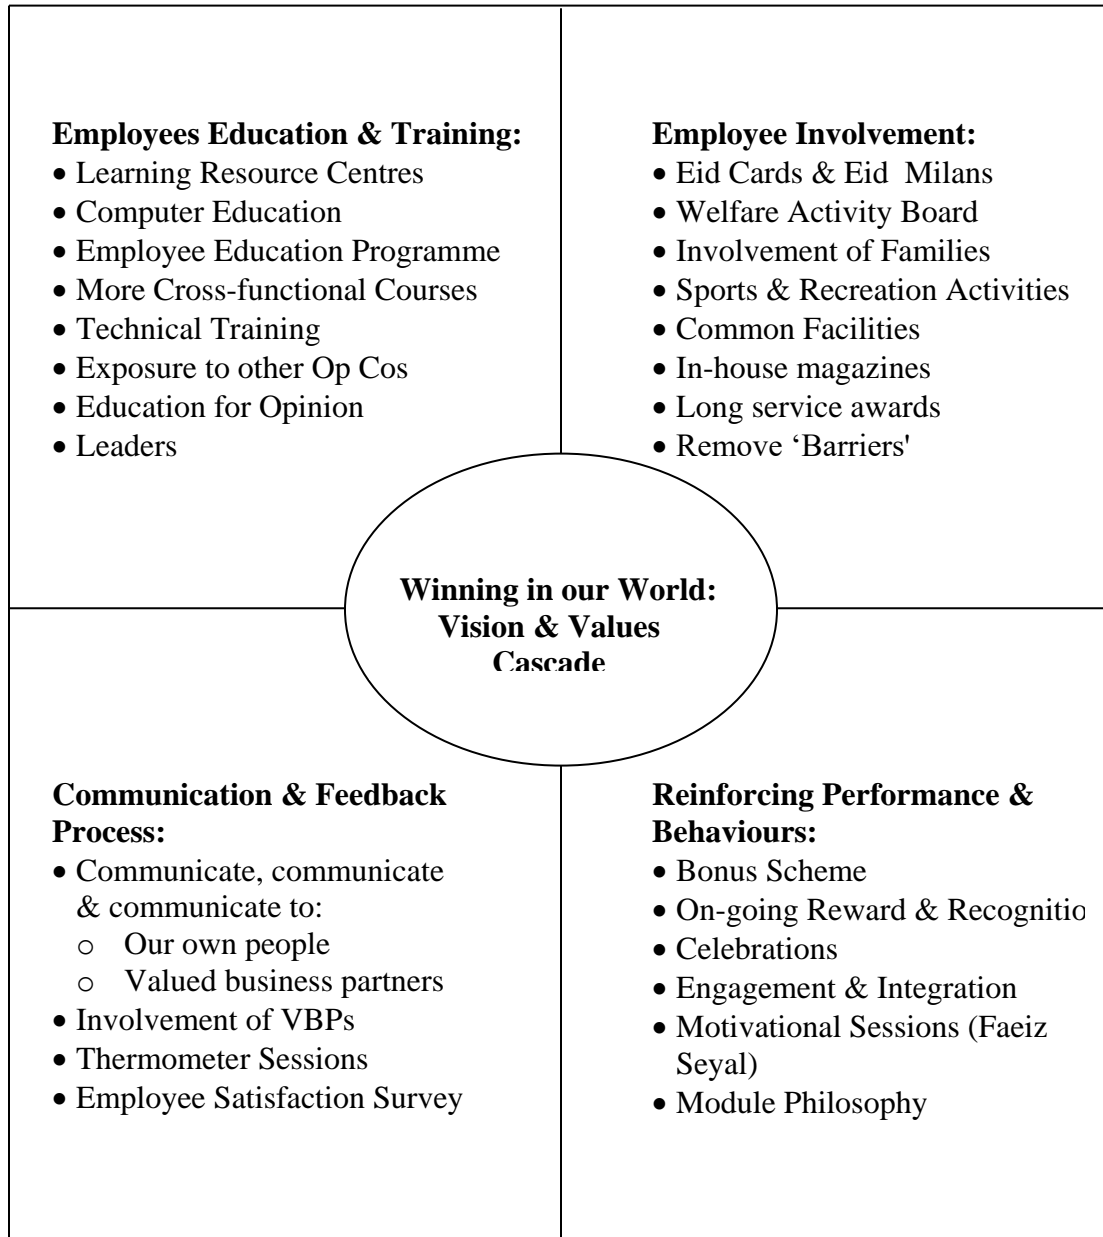 Employees Education & Training:
• Learning Resource Centres
• Computer Education
• Employee Education Programme
• More Cross-functional Courses
• Technical Training
• Exposure to other Op Cos
• Education for Opinion
• Leaders
Employee Involvement:
• Eid Cards & Eid  Milans
• Welfare Activity Board
• Involvement of Families
• Sports & Recreation Activities
• Common Facilities
• In-house magazines
• Long service awards
• Remove ‘Barriers'
Winning in our World:
Vision & Values
Cascade
Communication & Feedback
Process:
• Communicate, communicate
& communicate to:
o Our own people
o Valued business partners
• Involvement of VBPs
• Thermometer Sessions
• Employee Satisfaction Survey
Reinforcing Performance &
Behaviours:
• Bonus Scheme
• On-going Reward & Recognitio
• Celebrations
• Engagement & Integration
• Motivational Sessions (Faeiz
Seyal)
• Module Philosophy